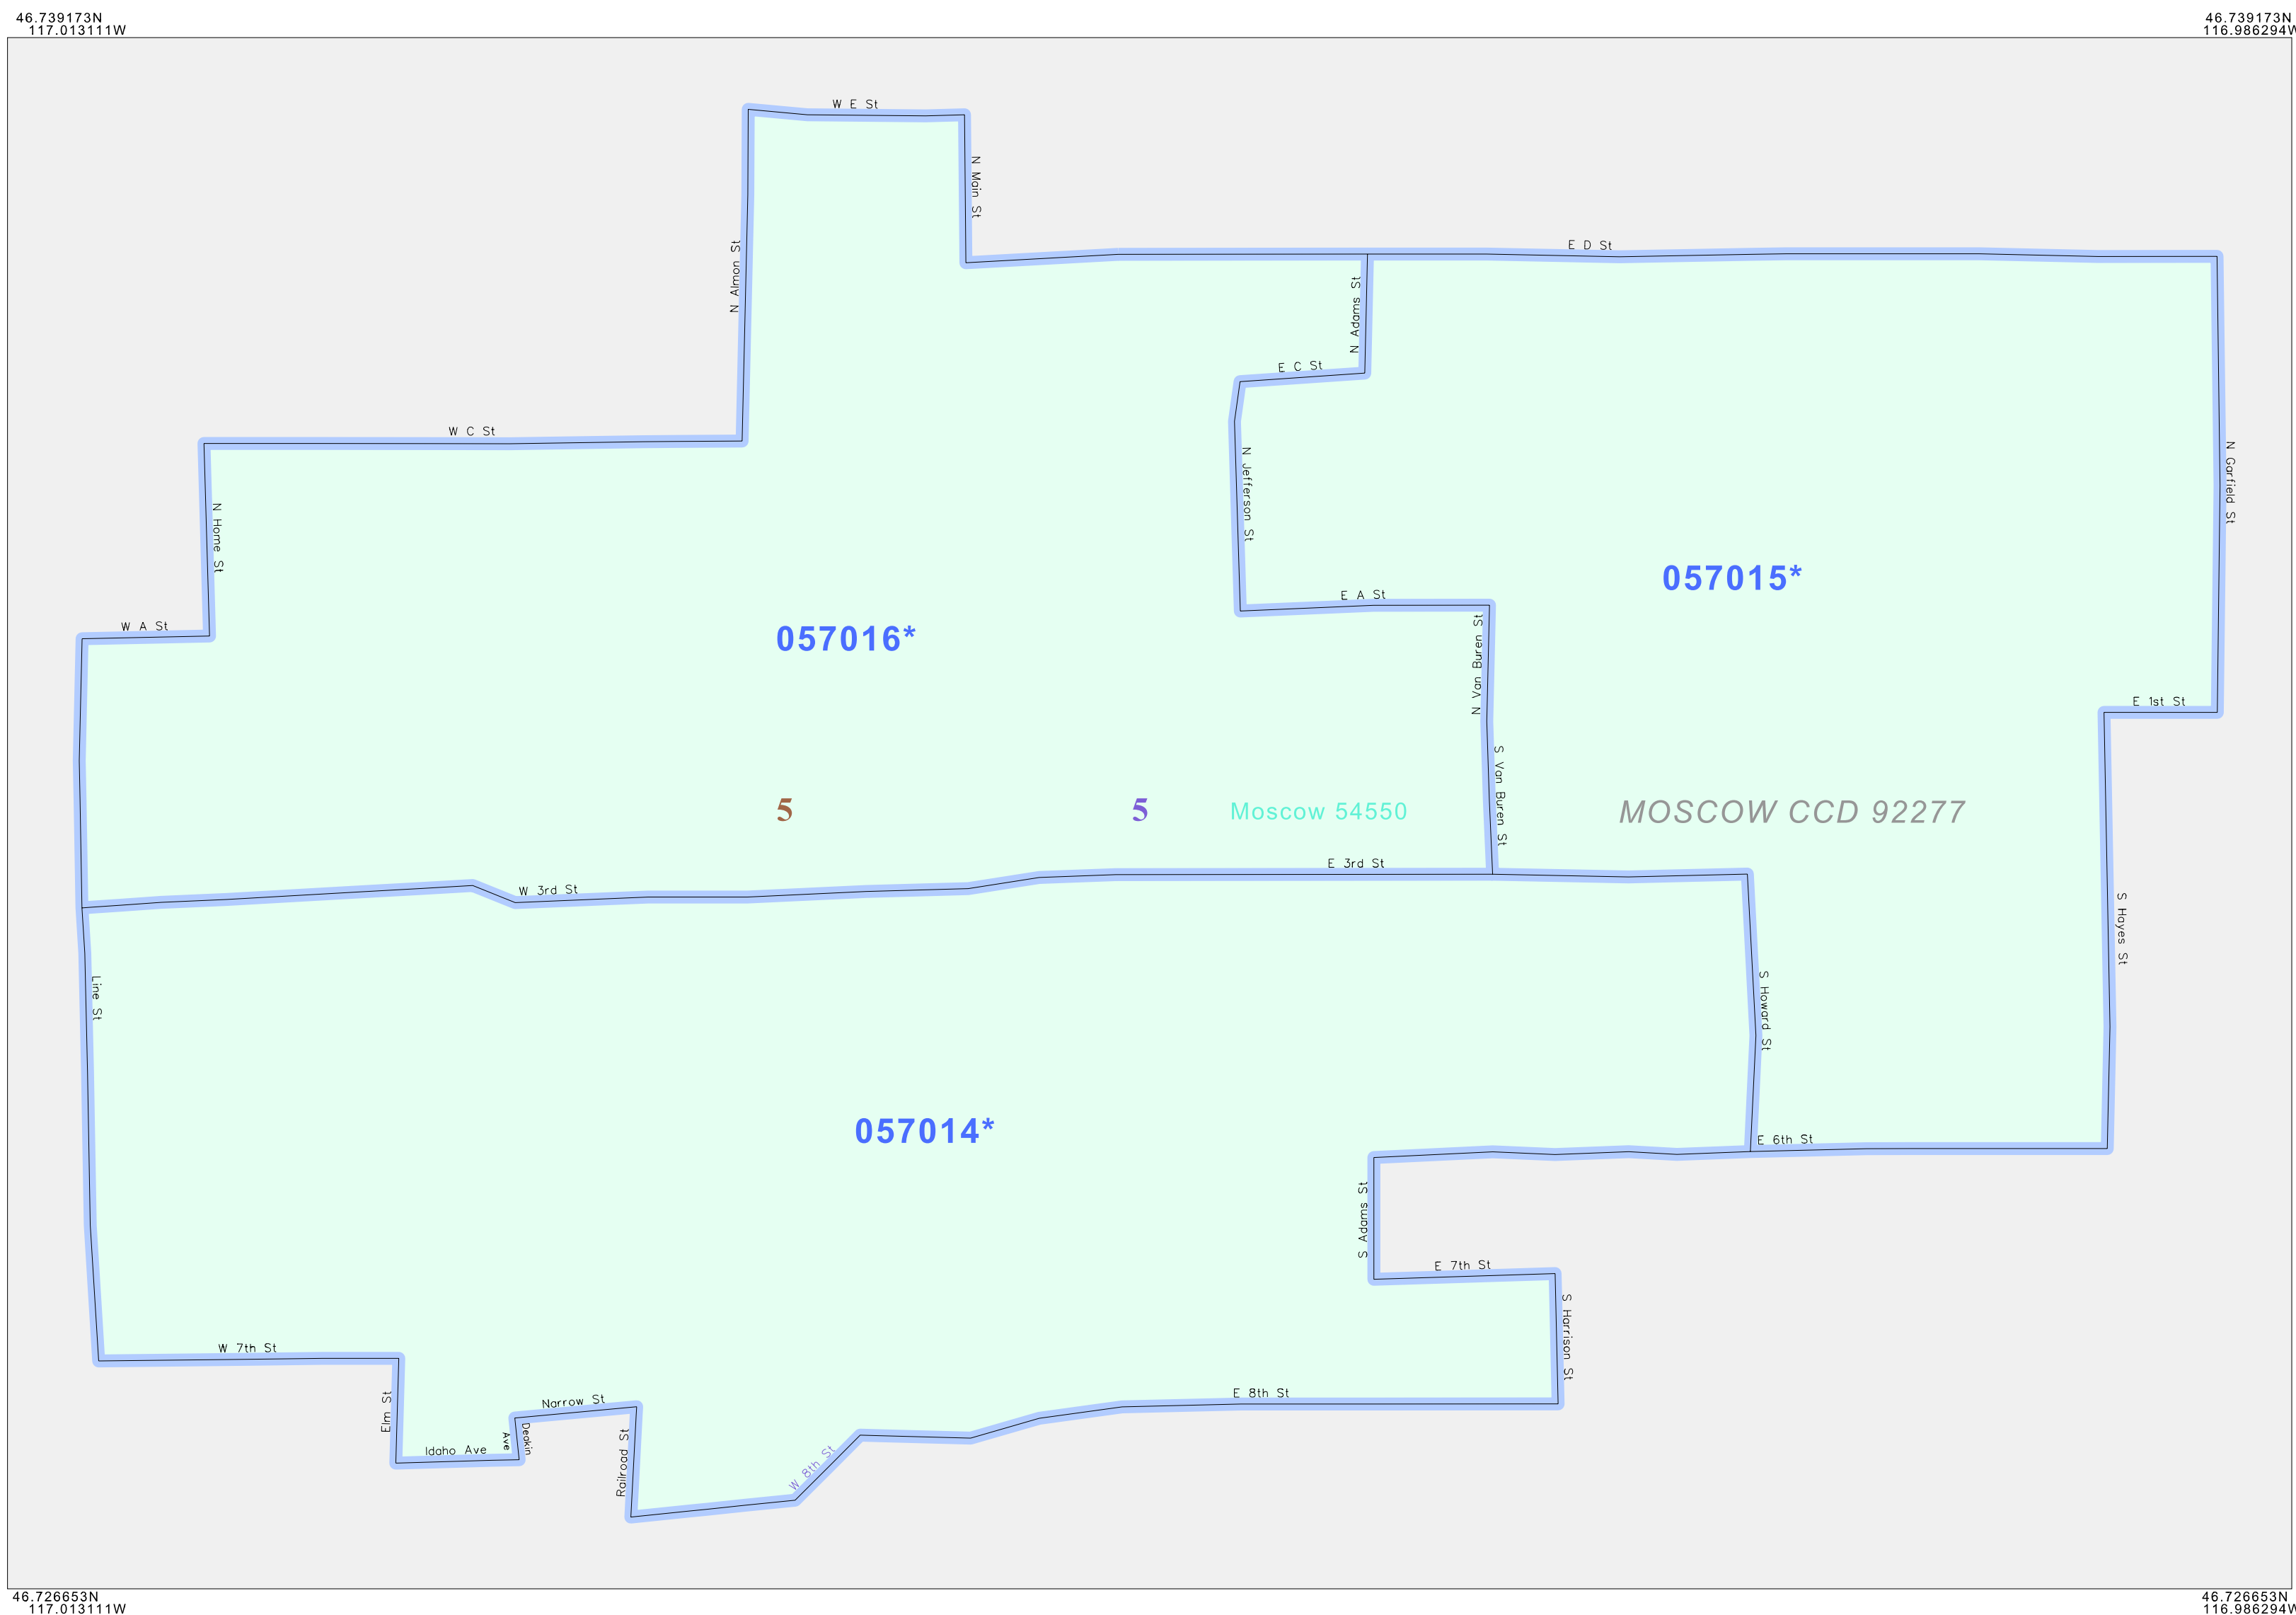 46.739173N
117.013111W
46.739173N
116.986294W
W E St
N Main St
N Almon St
E D St
N Adams St
E C St
W C St
N Jefferson St
N Garfield St
N Home St
057015*
E A St
W A St
057016*
N Van Buren St
E 1st St
S Van Buren St
5
5
Moscow 54550
MOSCOW CCD 92277
E 3rd St
W 3rd St
S Hayes St
Line St
S Howard St
057014*
E 6th St
S Adams St
E 7th St
S Harrison St
W 7th St
E 8th St
Elm St
Narrow St
Deakin
Ave
Idaho Ave
Railroad St
W 8th St
46.726653N
117.013111W
46.726653N
116.986294W